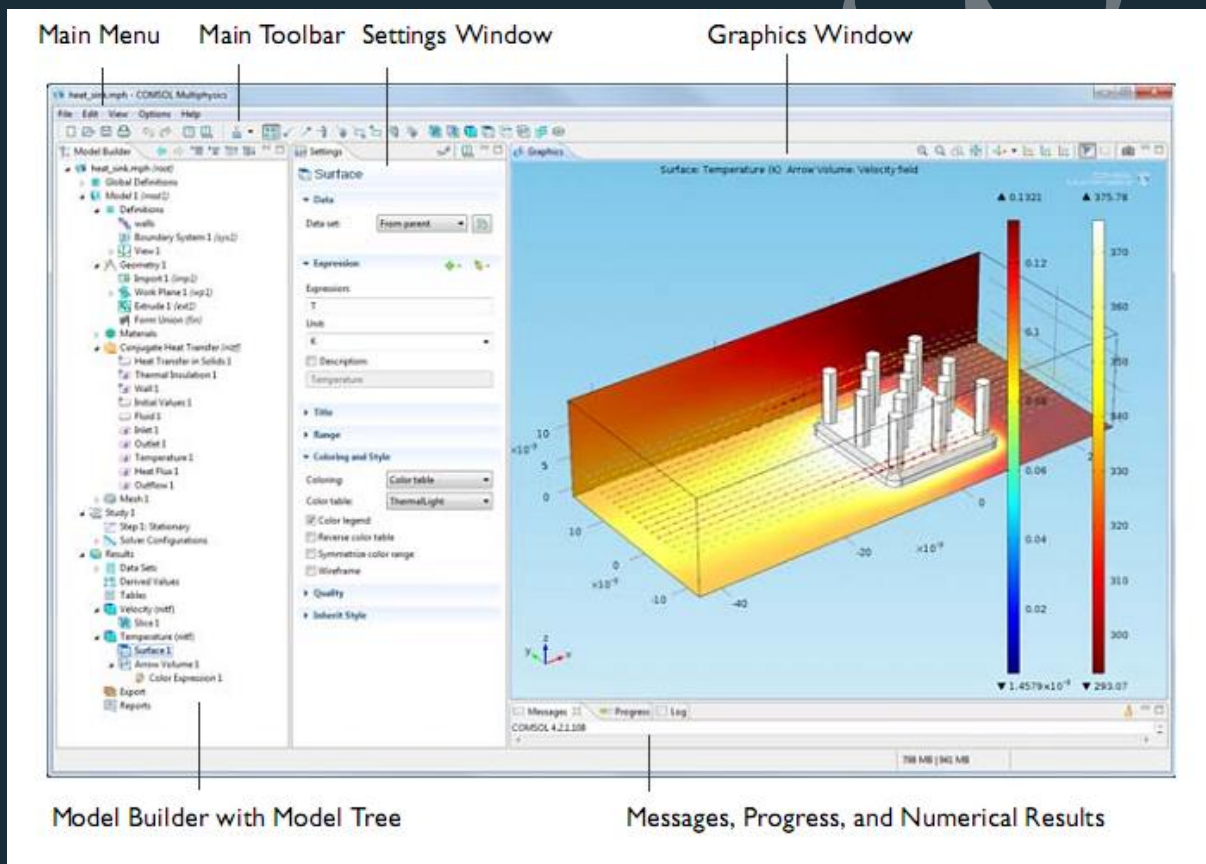 Main Menu
Main Toolbar
Settings Window
Graphics Window
heat_sink.mph - COMSOL Multiphysics
File Edit View Options Help
Model Builder
heat_sink.mph (root)
Global Definitions
Model 1 (mod1)
Definitions
walls
Boundary System 1 (sys1)
View 1
Geometry 1
Import 1 (imp1)
Work Plane 1 (wp1)
Extrude 1 (ext1)
Form Union (fin)
Materials
Conjugate Heat Transfer (nitf)
Heat Transfer in Solids 1
Thermal Insulation 1
Wall 1
Initial Values 1
Fluid 1
Inlet 1
Outlet 1
Temperature 1
Heat Flux 1
Outflow 1
Mesh 1
Study 1
Step 1: Stationary
Solver Configurations
Results
Data Sets
Derived Values
Tables
Velocity (nitf)
Slice 1
Temperature (nitf)
Surface 1
Arrow Volume 1
Color Expression 1
Export
Reports
Settings
Surface
Data
Data set: From parent
Expression
Expression:
T
Unit:
K
Description:
Temperature
Title
Range
Coloring and Style
Coloring: Color table
Color table: ThermalLight
Color legend
Reverse color table
Symmetrize color range
Wireframe
Quality
Inherit Style
Graphics
Surface: Temperature (K) Arrow Volume: Velocity field
▲ 0.1321
▲ 375.78
0.12
0.1
0.08
0.06
0.04
0.02
370
360
350
340
330
320
310
300
▼ 293.07
10
5
0
10
0
-10
-40
-20
0
z
y
x
Messages
Progress
Log
COMSOL 4.2.1.108
788 MB | 941 MB
Model Builder with Model Tree
Messages, Progress, and Numerical Results